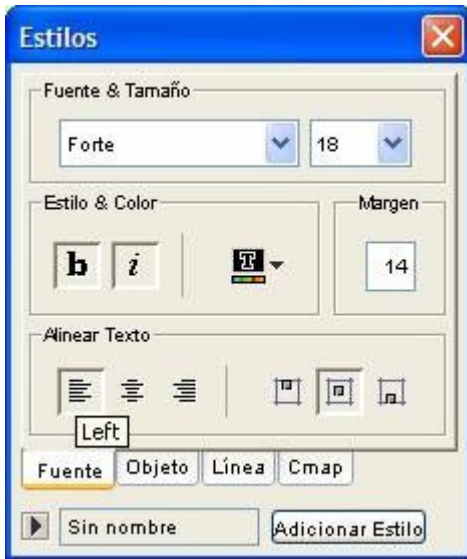 Estilos
Fuente & Tamaño
Forte 18
Estilo & Color Margen
b i T 14
Alinear Texto
Left
Fuente Objeto Línea Cmap
Sin nombre Adicionar Estilo